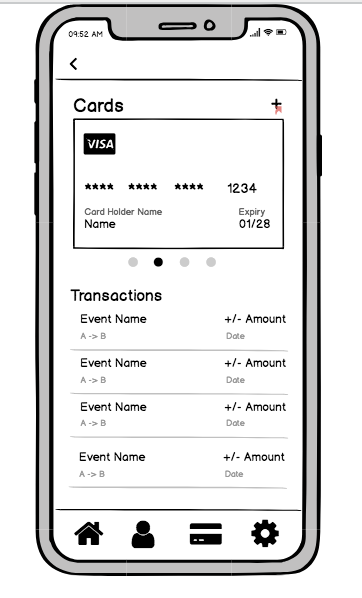 09:52 AM
Cards
+
VISA
**** **** **** 1234
Card Holder Name Expiry
Name 01/28
Transactions
Event Name +/- Amount
A -> B Date
Event Name +/- Amount
A -> B Date
Event Name +/- Amount
A -> B Date
Event Name +/- Amount
A -> B Date